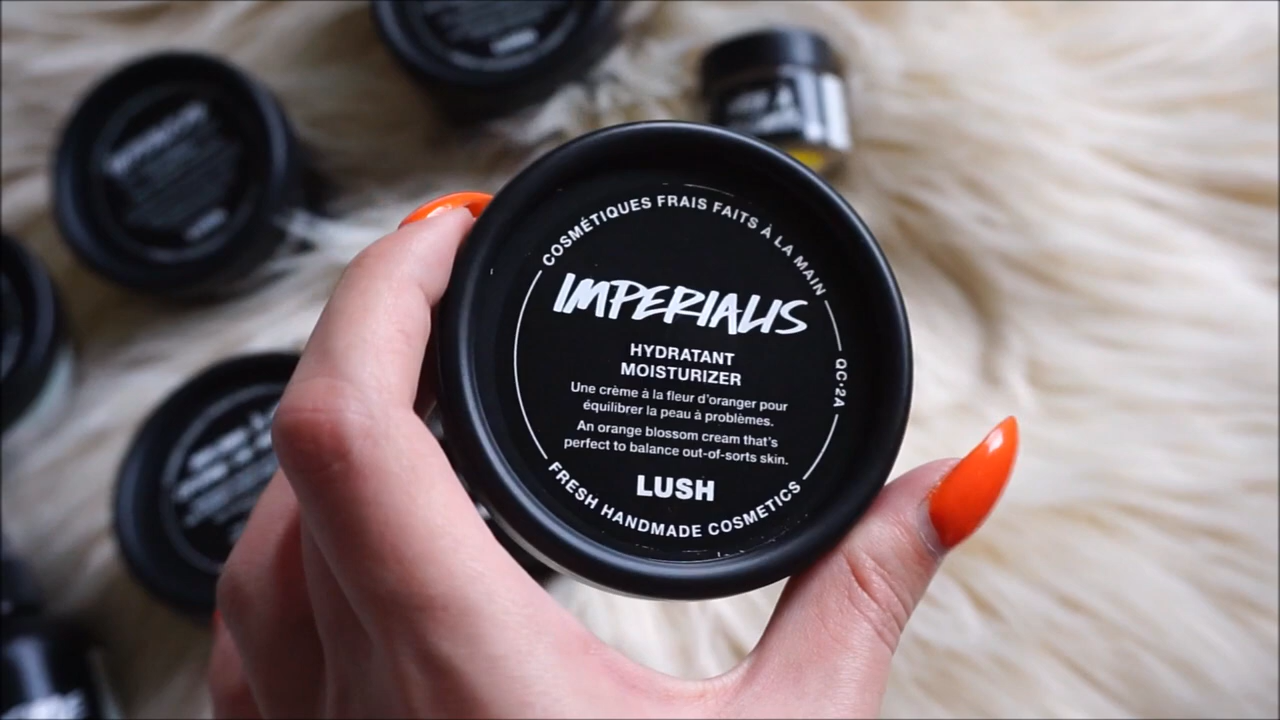 COSMÉTIQUES FRAIS FAITS À LA MAIN
QC·2A
IMPERIALIS
HYDRATANT
MOISTURIZER
Une crème à la fleur d'oranger pour
équilibrer la peau à problèmes.
An orange blossom cream that's
perfect to balance out-of-sorts skin.
LUSH
FRESH HANDMADE COSMETICS